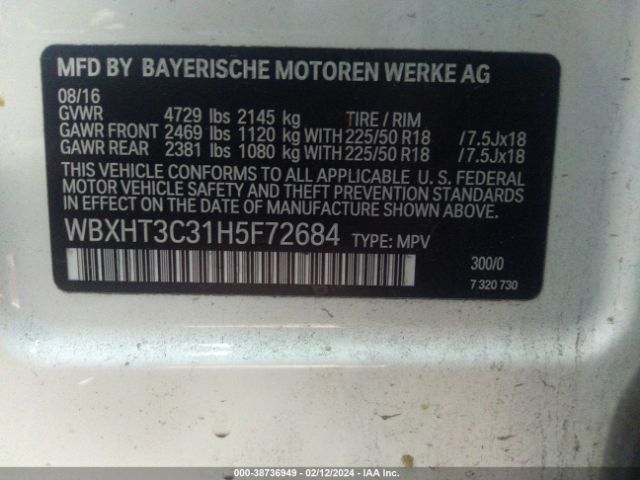 MFD BY BAYERISCHE MOTOREN WERKE AG
08/16
GVWR 4729 lbs 2145 kg TIRE / RIM
GAWR FRONT 2469 lbs 1120 kg WITH 225/50 R18 /7.5Jx18
GAWR REAR 2381 lbs 1080 kg WITH 225/50 R18 /7.5Jx18
THIS VEHICLE CONFORMS TO ALL APPLICABLE U. S. FEDERAL
MOTOR VEHICLE SAFETY AND THEFT PREVENTION STANDARDS
IN EFFECT ON THE DATE OF MANUFACTURE SHOWN ABOVE.
WBXHT3C31H5F72684 TYPE: MPV
300/0
7 320 730
00-38736949 - 02/12/2024 - IAA Inc.